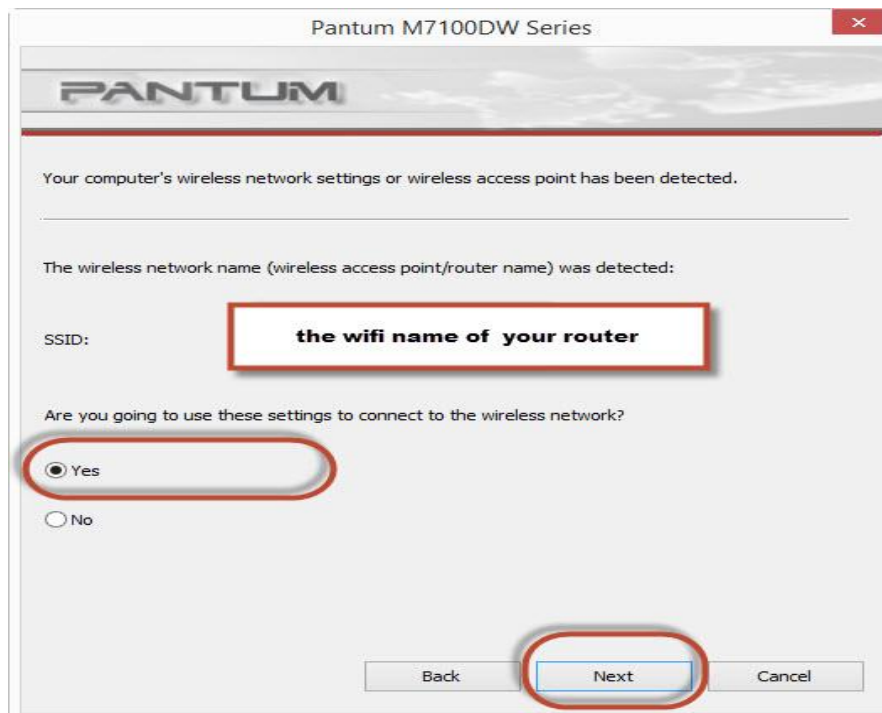 Pantum M7100DW Series
PANTUM
Your computer's wireless network settings or wireless access point has been detected.
The wireless network name (wireless access point/router name) was detected:
SSID:
the wifi name of your router
Are you going to use these settings to connect to the wireless network?
Yes
No
Back
Next
Cancel